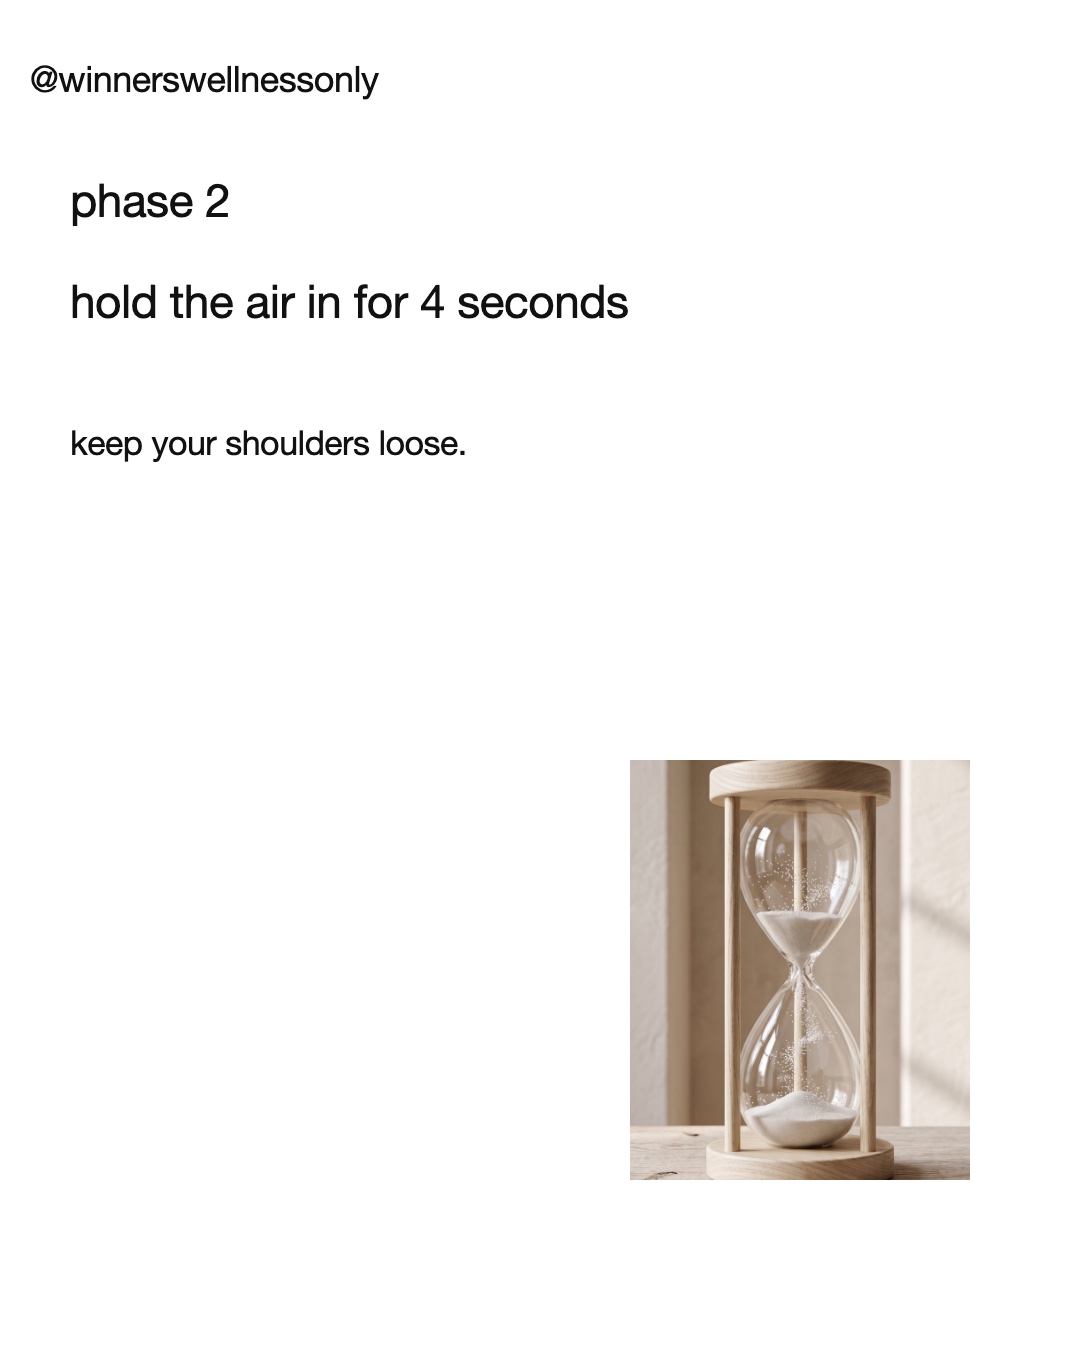 @winnerswellnessonly
phase 2
hold the air in for 4 seconds
keep your shoulders loose.